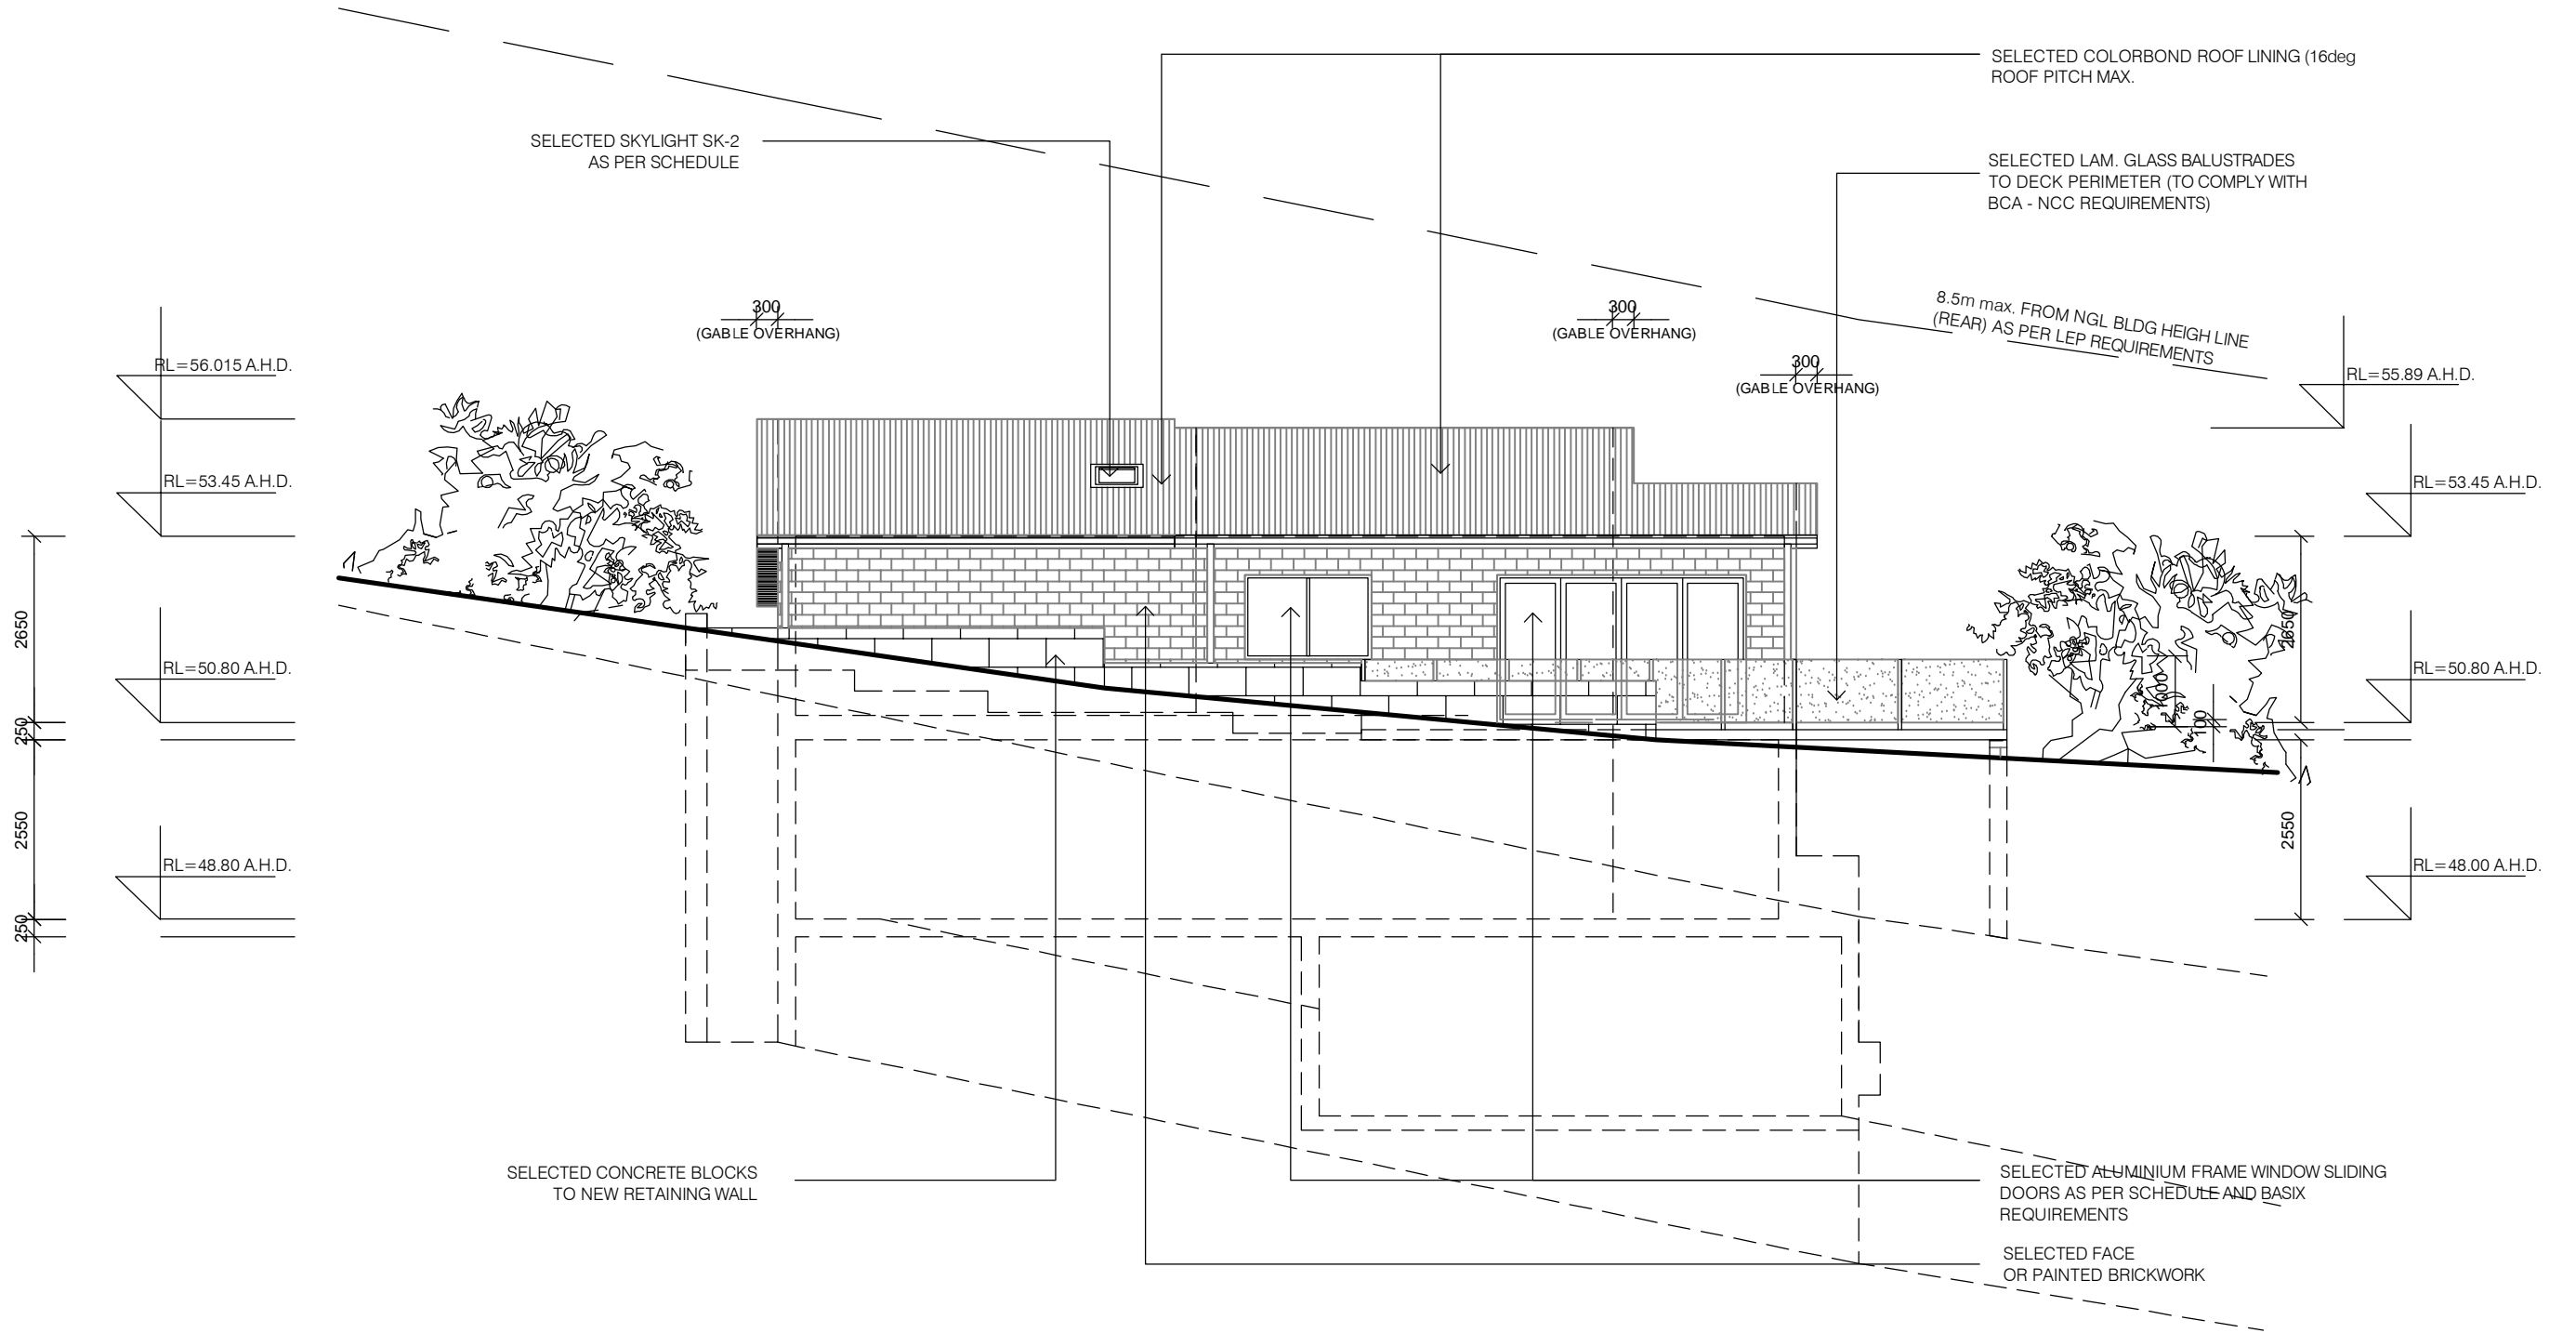 SELECTED COLORBOND ROOF LINING (16deg
ROOF PITCH MAX.
SELECTED SKYLIGHT SK-2
AS PER SCHEDULE
SELECTED LAM. GLASS BALUSTRADES
TO DECK PERIMETER (TO COMPLY WITH
BCA - NCC REQUIREMENTS)
8.5m max. FROM NGL BLDG HEIGH LINE
(REAR) AS PER LEP REQUIREMENTS
300
(GABLE OVERHANG)
300
(GABLE OVERHANG)
300
(GABLE OVERHANG)
RL=56.015 A.H.D.
RL=53.45 A.H.D.
RL=50.80 A.H.D.
RL=48.80 A.H.D.
2650
250
2550
250
RL=55.89 A.H.D.
RL=53.45 A.H.D.
RL=50.80 A.H.D.
RL=48.00 A.H.D.
2650
1000
100
2550
SELECTED CONCRETE BLOCKS
TO NEW RETAINING WALL
SELECTED ALUMINIUM FRAME WINDOW SLIDING
DOORS AS PER SCHEDULE AND BASIX
REQUIREMENTS
SELECTED FACE
OR PAINTED BRICKWORK